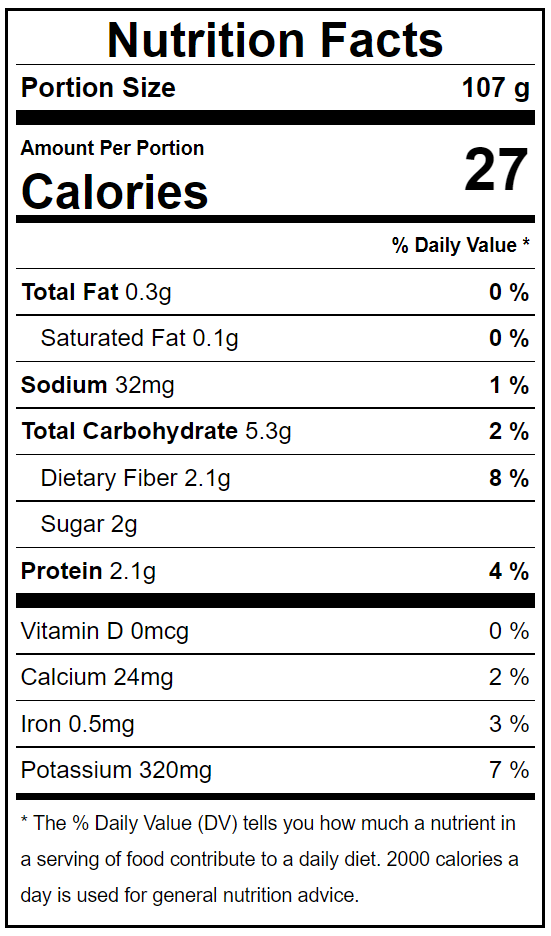 Nutrition Facts
Portion Size 107 g
Amount Per Portion
Calories 27
% Daily Value *
Total Fat 0.3g 0 %
Saturated Fat 0.1g 0 %
Sodium 32mg 1 %
Total Carbohydrate 5.3g 2 %
Dietary Fiber 2.1g 8 %
Sugar 2g
Protein 2.1g 4 %
Vitamin D 0mcg 0 %
Calcium 24mg 2 %
Iron 0.5mg 3 %
Potassium 320mg 7 %
* The % Daily Value (DV) tells you how much a nutrient in
a serving of food contribute to a daily diet. 2000 calories a
day is used for general nutrition advice.